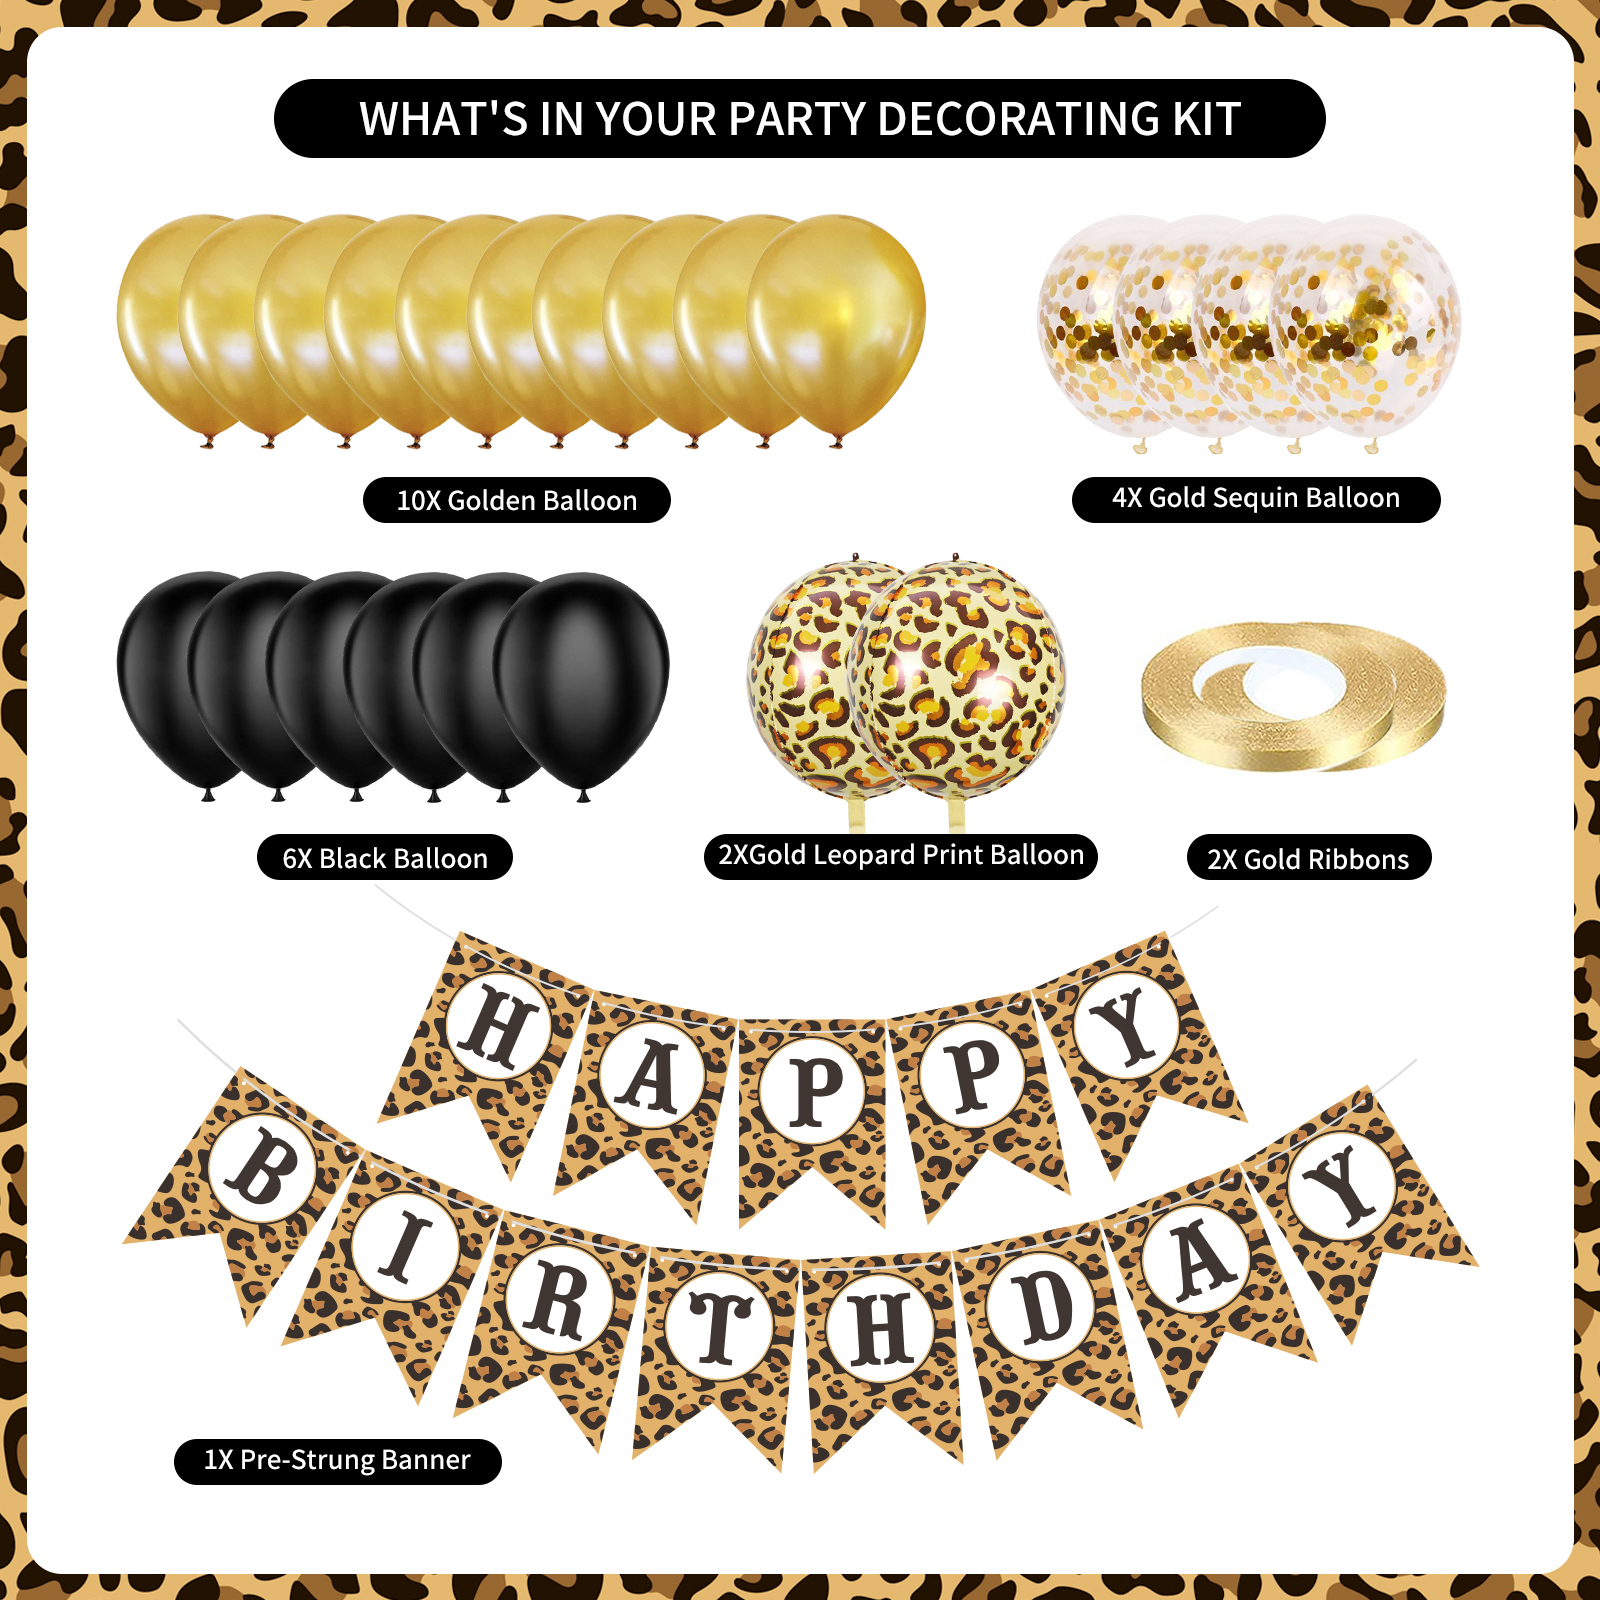 WHAT'S IN YOUR PARTY DECORATING KIT
10X Golden Balloon
4X Gold Sequin Balloon
6X Black Balloon
2XGold Leopard Print Balloon
2X Gold Ribbons
HAPPY
BIRTHDAY
1X Pre-Strung Banner